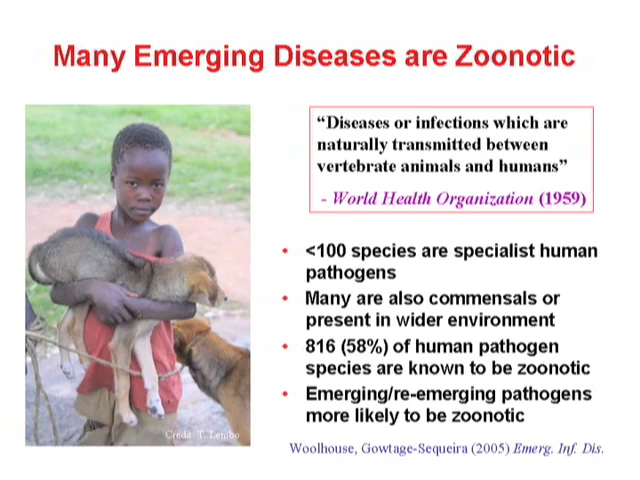 Many Emerging Diseases are Zoonotic
“Diseases or infections which are
naturally transmitted between
vertebrate animals and humans”
- World Health Organization (1959)
• <100 species are specialist human
pathogens
• Many are also commensals or
present in wider environment
• 816 (58%) of human pathogen
species are known to be zoonotic
• Emerging/re-emerging pathogens
more likely to be zoonotic
Credit: T. Lembo
Woolhouse, Gowtage-Sequeira (2005) Emerg. Inf. Dis.